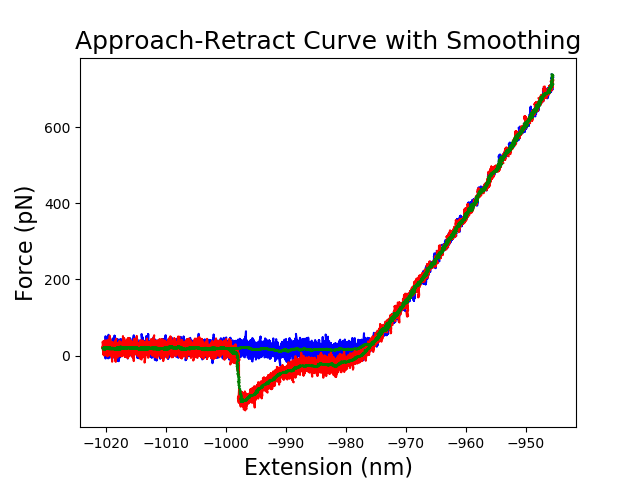 Approach-Retract Curve with Smoothing
Force (pN)
600
400
200
0
−1020 −1010 −1000 −990 −980 −970 −960 −950
Extension (nm)